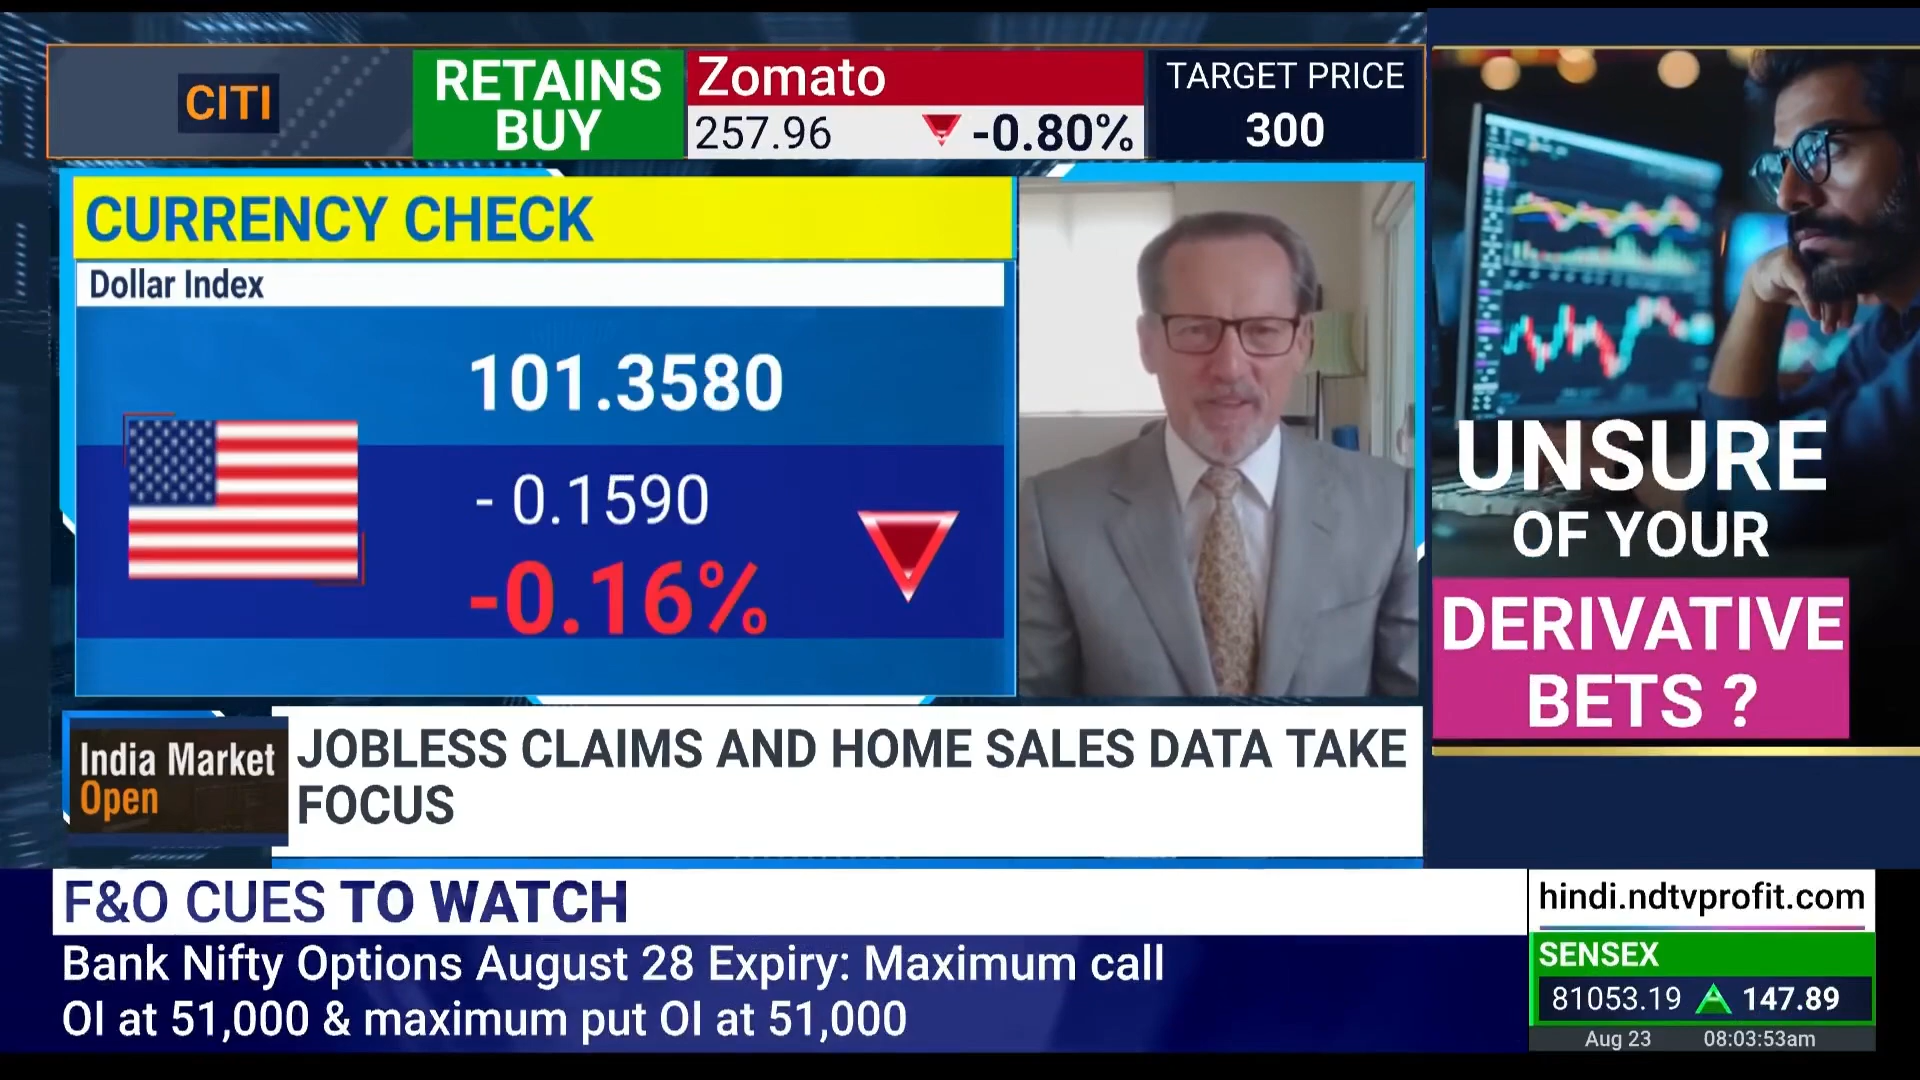 CITI
RETAINS
BUY
Zomato
257.96 -0.80%
TARGET PRICE
300
CURRENCY CHECK
Dollar Index
101.3580
- 0.1590
-0.16%
UNSURE
OF YOUR
DERIVATIVE
BETS ?
India Market
Open
JOBLESS CLAIMS AND HOME SALES DATA TAKE
FOCUS
F&O CUES TO WATCH
Bank Nifty Options August 28 Expiry: Maximum call
OI at 51,000 & maximum put OI at 51,000
hindi.ndtvprofit.com
SENSEX
81053.19 147.89
Aug 23 08:03:53am